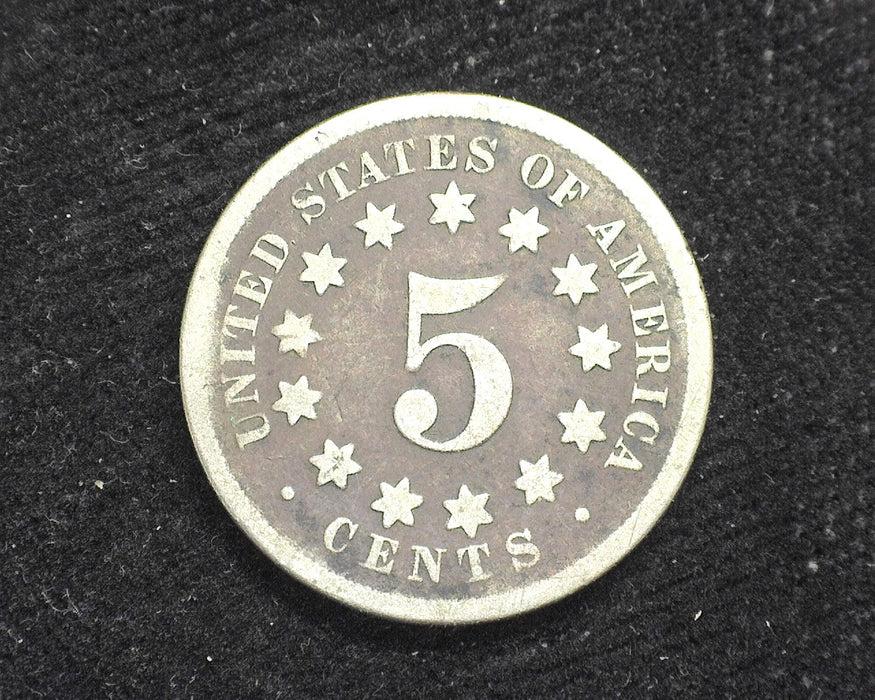 UNITED STATES OF AMERICA
5
· CENTS ·